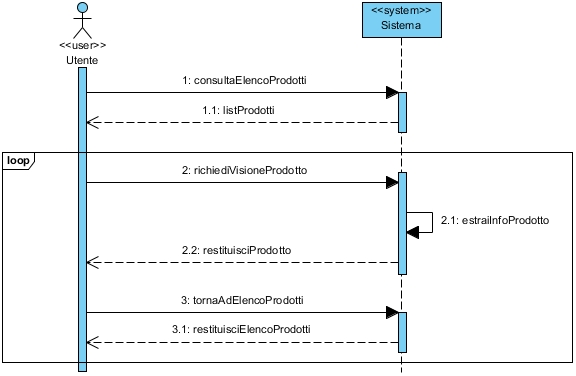 <<user>>
Utente
<<system>>
Sistema
1: consultaElencoProdotti
1.1: listProdotti
loop
2: richiediVisioneProdotto
2.1: estraiInfoProdotto
2.2: restituisciProdotto
3: tornaAdElencoProdotti
3.1: restituisciElencoProdotti